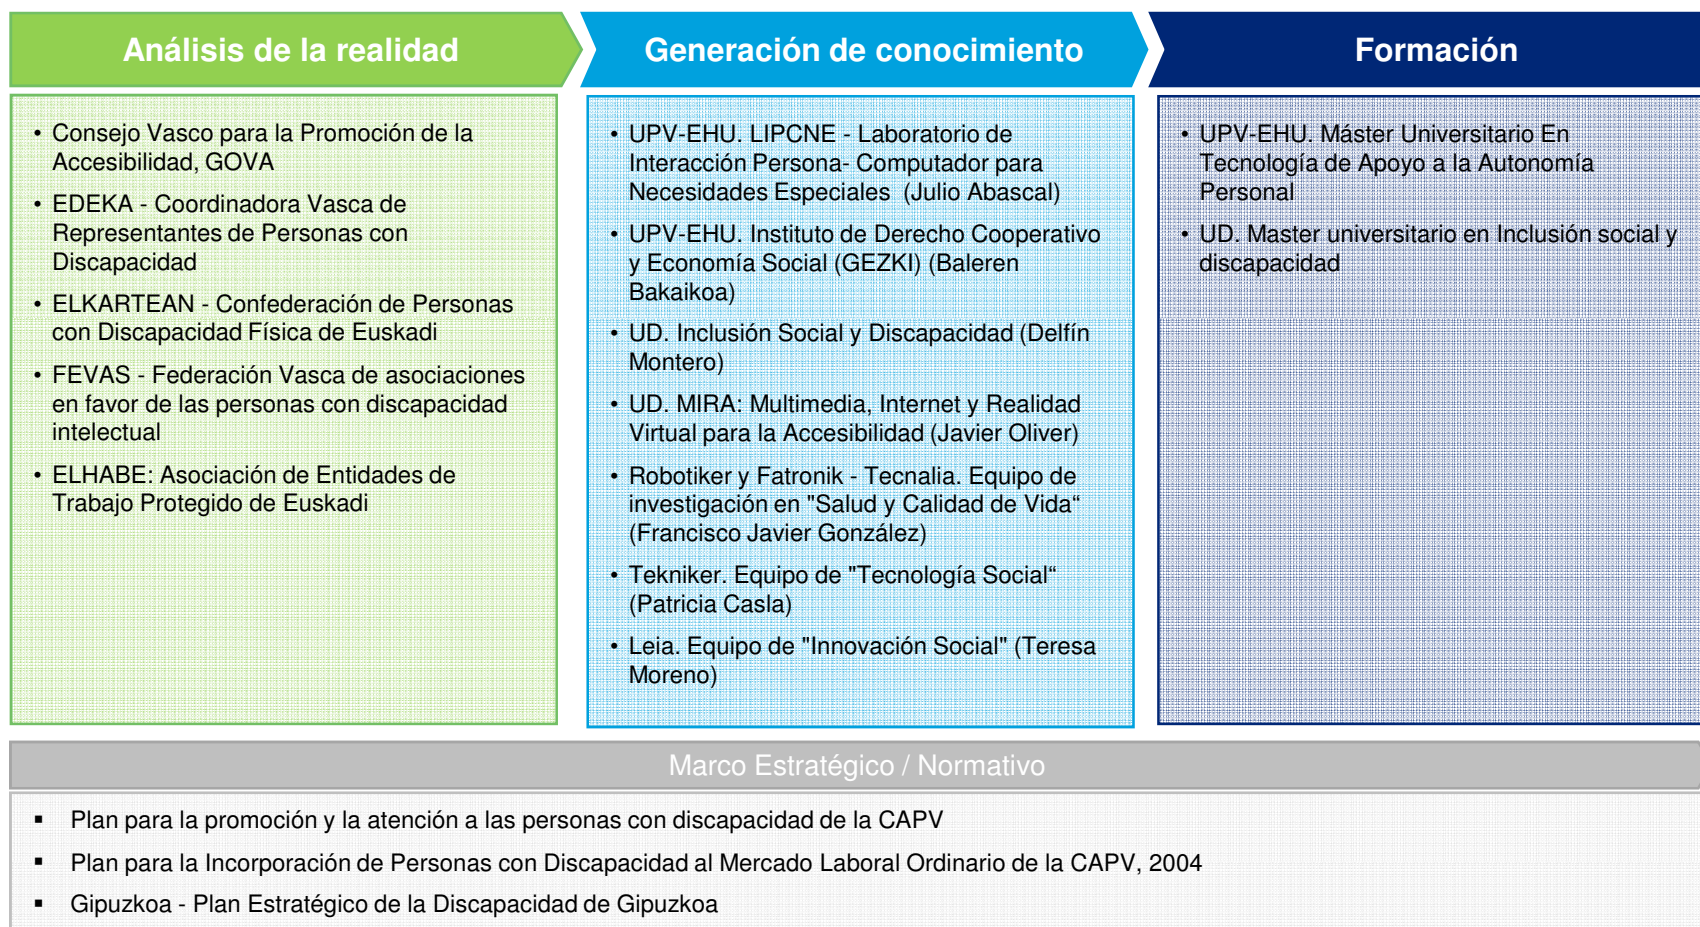 Análisis de la realidad
Generación de conocimiento
Formación
• Consejo Vasco para la Promoción de la
Accesibilidad, GOVA
• EDEKA - Coordinadora Vasca de
Representantes de Personas con
Discapacidad
• ELKARTEAN - Confederación de Personas
con Discapacidad Física de Euskadi
• FEVAS - Federación Vasca de asociaciones
en favor de las personas con discapacidad
intelectual
• ELHABE: Asociación de Entidades de
Trabajo Protegido de Euskadi
• UPV-EHU. LIPCNE - Laboratorio de
Interacción Persona- Computador para
Necesidades Especiales (Julio Abascal)
• UPV-EHU. Instituto de Derecho Cooperativo
y Economía Social (GEZKI) (Baleren
Bakaikoa)
• UD. Inclusión Social y Discapacidad (Delfín
Montero)
• UD. MIRA: Multimedia, Internet y Realidad
Virtual para la Accesibilidad (Javier Oliver)
• Robotiker y Fatronik - Tecnalia. Equipo de
investigación en "Salud y Calidad de Vida“
(Francisco Javier González)
• Tekniker. Equipo de "Tecnología Social“
(Patricia Casla)
• Leia. Equipo de "Innovación Social" (Teresa
Moreno)
• UPV-EHU. Máster Universitario En
Tecnología de Apoyo a la Autonomía
Personal
• UD. Master universitario en Inclusión social y
discapacidad
Marco Estratégico / Normativo
▪ Plan para la promoción y la atención a las personas con discapacidad de la CAPV
▪ Plan para la Incorporación de Personas con Discapacidad al Mercado Laboral Ordinario de la CAPV, 2004
▪ Gipuzkoa - Plan Estratégico de la Discapacidad de Gipuzkoa